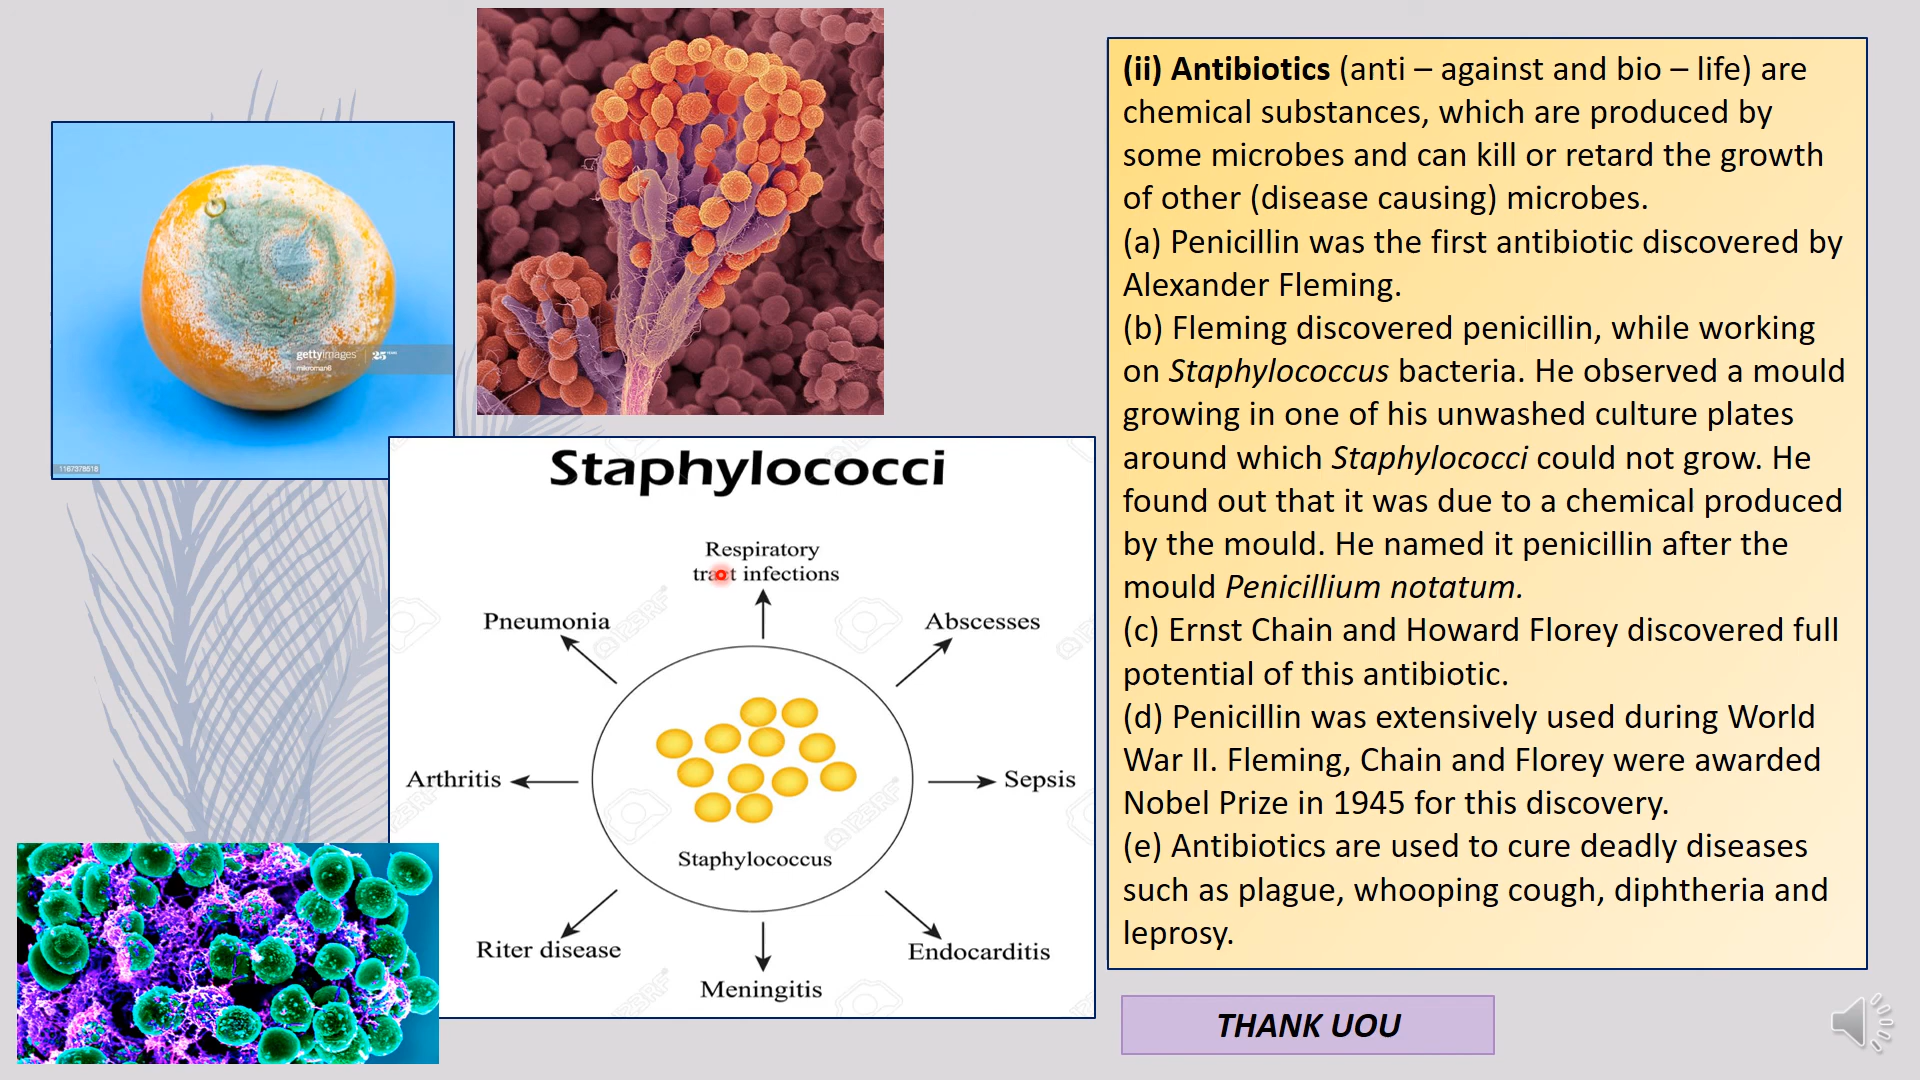 gettyimages
25
mikroman6
1167378618
Staphylococci
Respiratory
tract infections
Pneumonia
Abscesses
Arthritis
Sepsis
Staphylococcus
Riter disease
Endocarditis
Meningitis
(ii) Antibiotics (anti – against and bio – life) are
chemical substances, which are produced by
some microbes and can kill or retard the growth
of other (disease causing) microbes.
(a) Penicillin was the first antibiotic discovered by
Alexander Fleming.
(b) Fleming discovered penicillin, while working
on Staphylococcus bacteria. He observed a mould
growing in one of his unwashed culture plates
around which Staphylococci could not grow. He
found out that it was due to a chemical produced
by the mould. He named it penicillin after the
mould Penicillium notatum.
(c) Ernst Chain and Howard Florey discovered full
potential of this antibiotic.
(d) Penicillin was extensively used during World
War II. Fleming, Chain and Florey were awarded
Nobel Prize in 1945 for this discovery.
(e) Antibiotics are used to cure deadly diseases
such as plague, whooping cough, diphtheria and
leprosy.
THANK UOU